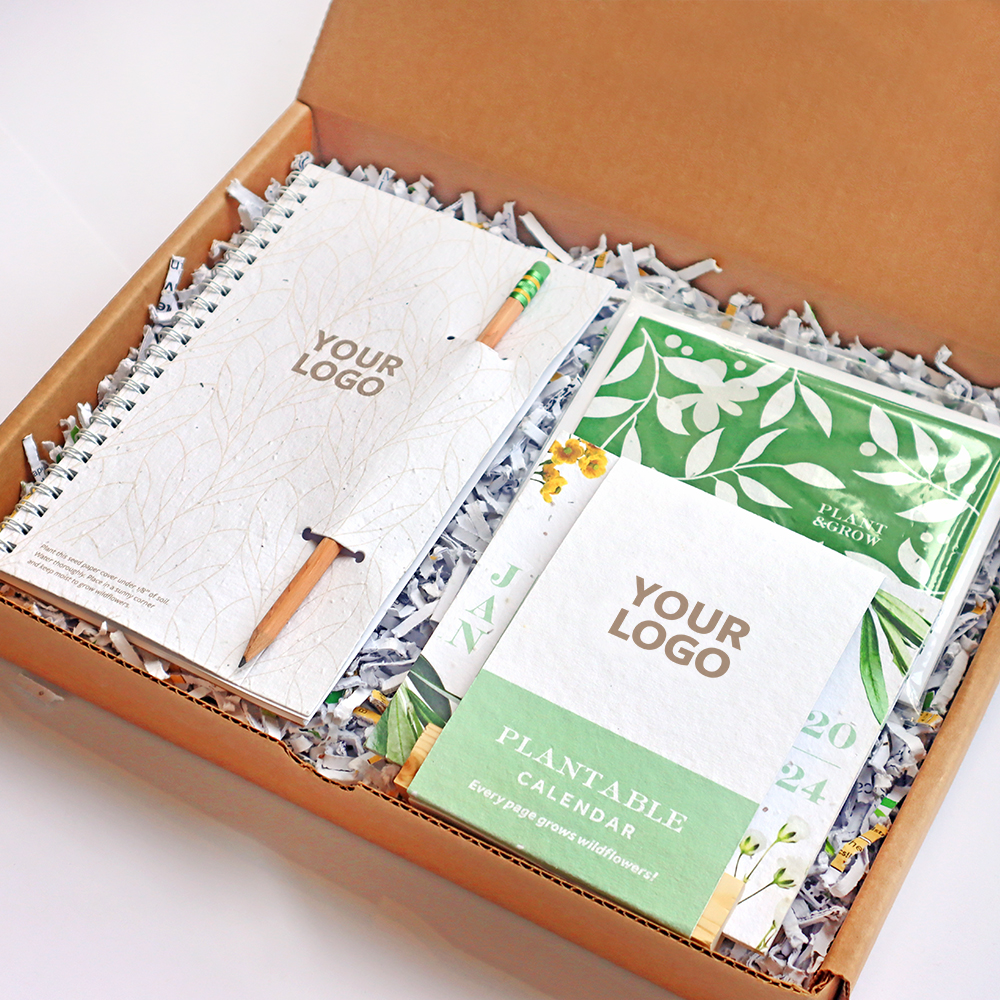 YOUR
LOGO
Plant this seed paper cover under 1/8" of soil.
Water thoroughly. Place in a sunny corner
and keep moist to grow wildflowers.
PLANT
&GROW
JAN
YOUR
LOGO
20
24
PLANTABLE
CALENDAR
Every page grows wildflowers!